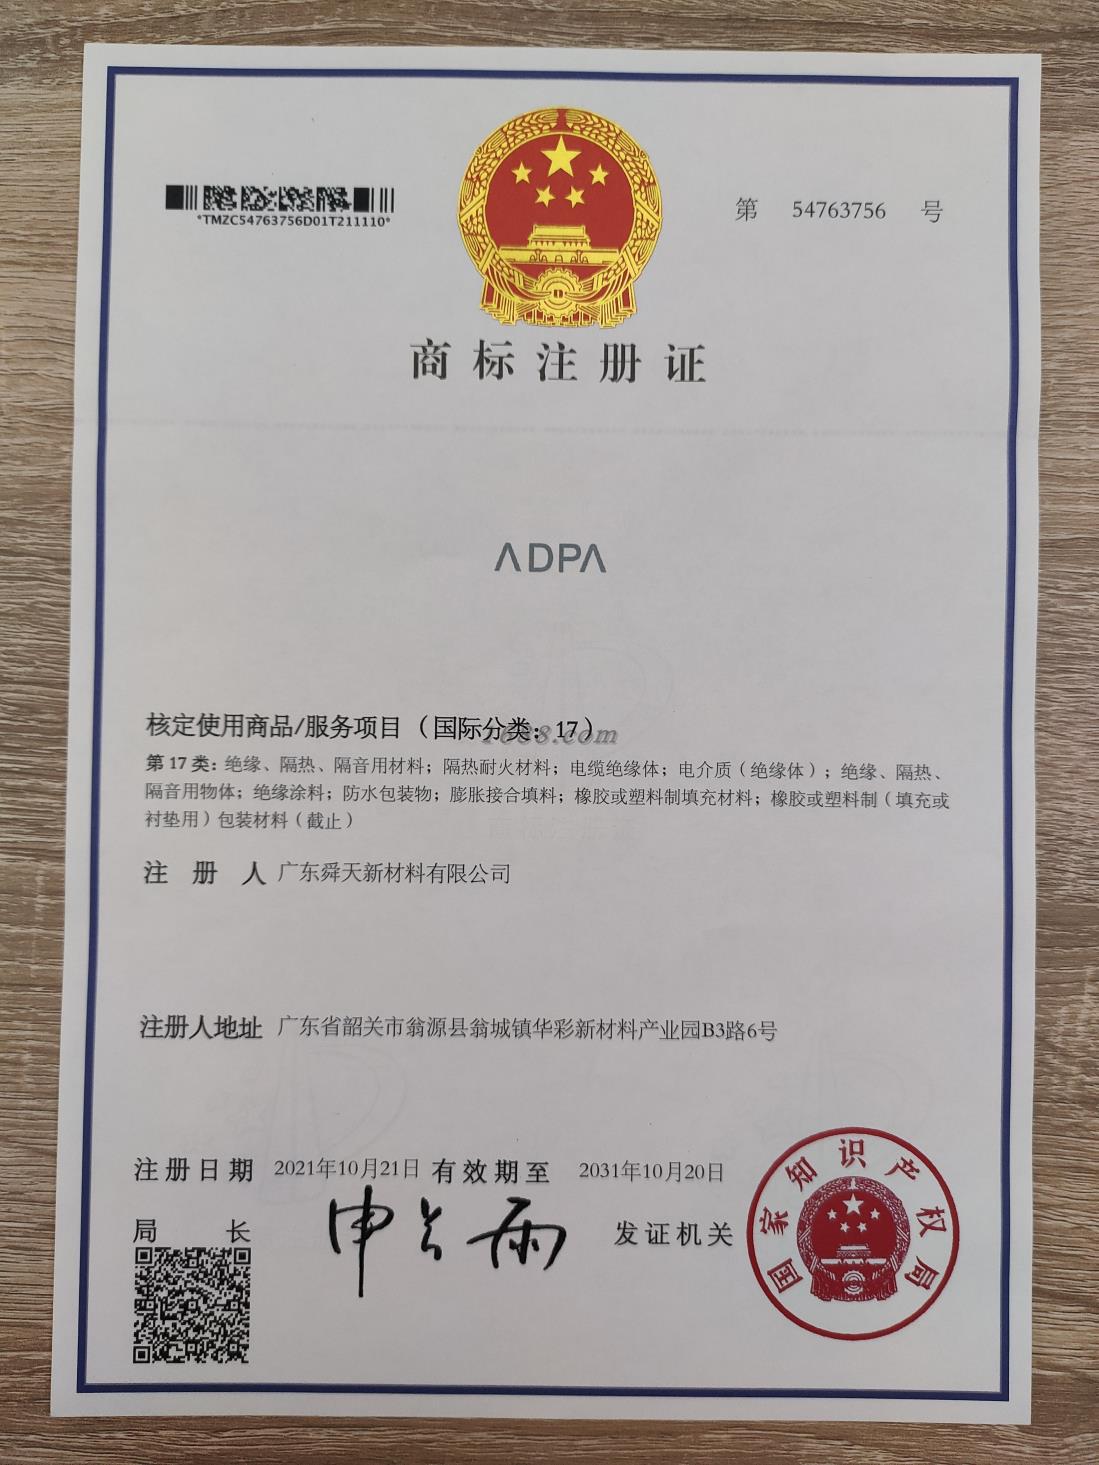 *TMZC54763756D01T211110*
第 54763756 号
商标注册证
ADPA
核定使用商品/服务项目（国际分类：17）
1688.com
第17类：绝缘、隔热、隔音用材料；隔热耐火材料；电缆绝缘体；电介质（绝缘体）；绝缘、隔热、
隔音用物体；绝缘涂料；防水包装物；膨胀接合填料；橡胶或塑料制填充材料；橡胶或塑料制（填充或
衬垫用）包装材料（截止）
注册人 广东舜天新材料有限公司
注册人地址 广东省韶关市翁源县翁城镇华彩新材料产业园B3路6号
注册日期 2021年10月21日 有效期至 2031年10月20日
局长 申长雨 发证机关
国家知识产权局